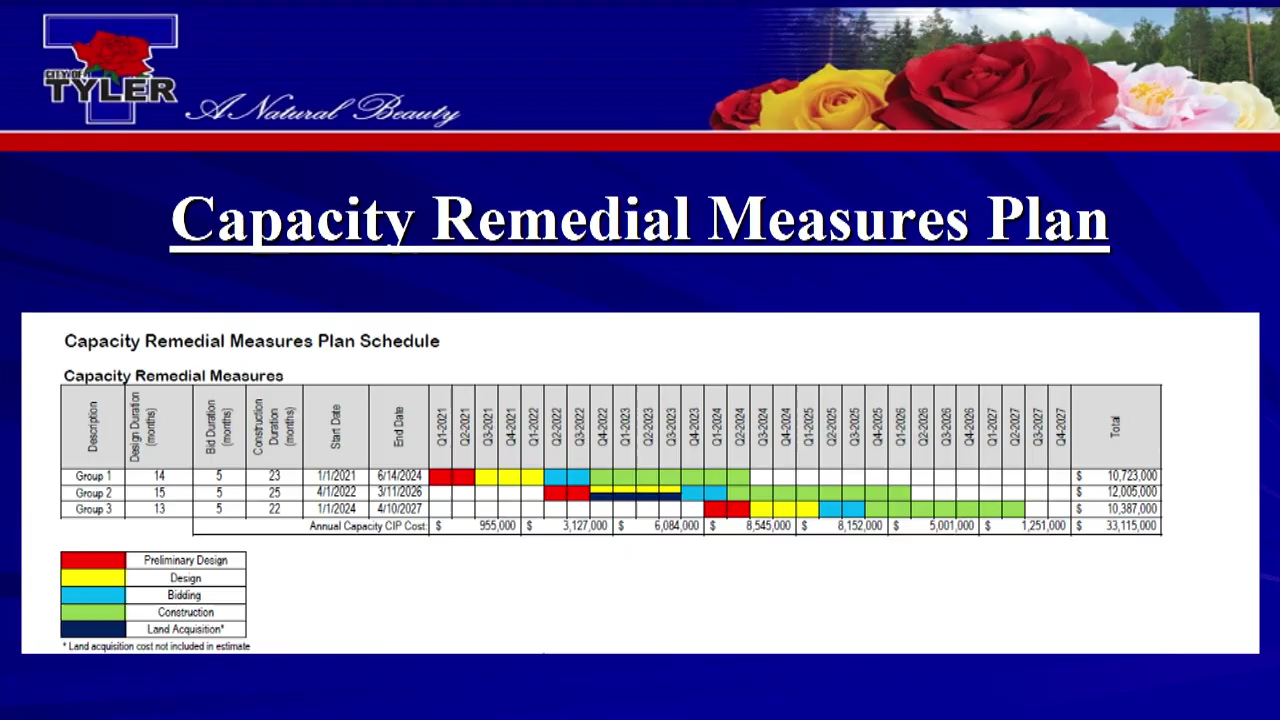 CITY OF
TYLER
A Natural Beauty
Capacity Remedial Measures Plan
Capacity Remedial Measures Plan Schedule
Capacity Remedial Measures
Description Design Duration (months) Bid Duration (months) Construction Duration (months) Start Date End Date Q1-2021 Q2-2021 Q3-2021 Q4-2021 Q1-2022 Q2-2022 Q3-2022 Q4-2022 Q1-2023 Q2-2023 Q3-2023 Q4-2023 Q1-2024 Q2-2024 Q3-2024 Q4-2024 Q1-2025 Q2-2025 Q3-2025 Q4-2025 Q1-2026 Q2-2026 Q3-2026 Q4-2026 Q1-2027 Q2-2027 Q3-2027 Q4-2027 Total
Group 1 14 5 23 1/1/2021 6/14/2024 $ 10,723,000
Group 2 15 5 25 4/1/2022 3/11/2026 $ 12,005,000
Group 3 13 5 22 1/1/2024 4/10/2027 $ 10,387,000
Annual Capacity CIP Cost: $ 955,000 $ 3,127,000 $ 6,084,000 $ 8,545,000 $ 8,152,000 $ 5,001,000 $ 1,251,000 $ 33,115,000
Preliminary Design
Design
Bidding
Construction
Land Acquisition*
* Land acquisition cost not included in estimate